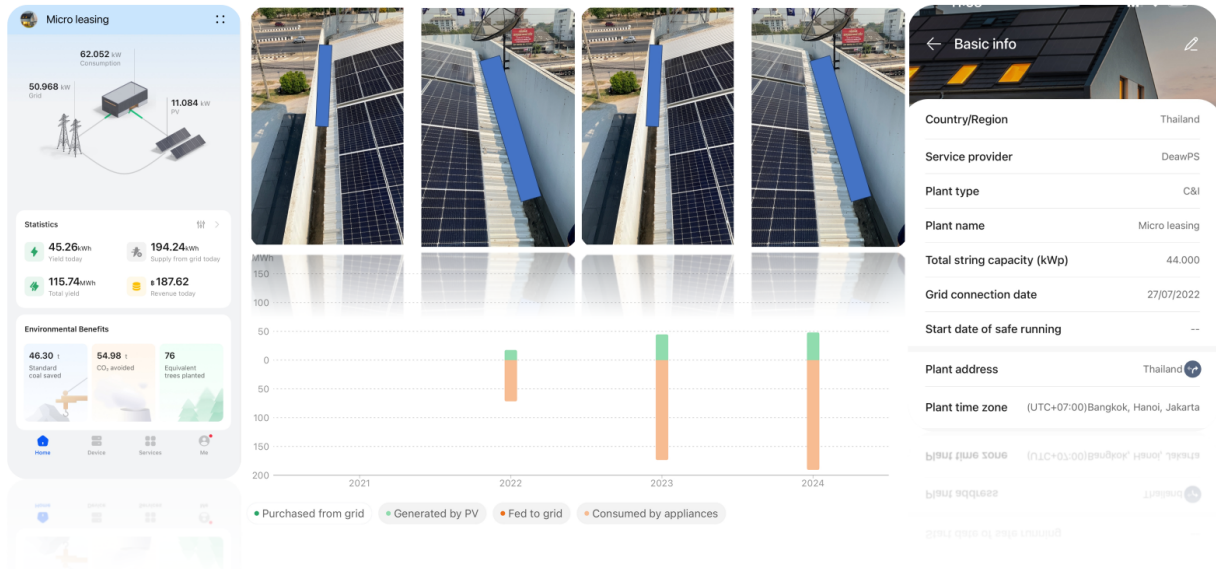 Micro leasing
62.052 kW
Consumption
50.968 kW
Grid
11.084 kW
PV
Statistics
45.26kWh
Yield today
194.24kWh
Supply from grid today
115.74MWh
Total yield
฿187.62
Revenue today
Environmental Benefits
46.30 t
Standard
coal saved
54.98 t
CO₂ avoided
76
Equivalent
trees planted
Home
Device
Services
Me
MWh
150
100
50
0
50
100
150
200
2021
2022
2023
2024
Purchased from grid
Generated by PV
Fed to grid
Consumed by appliances
Basic info
Country/Region
Thailand
Service provider
DeawPS
Plant type
C&I
Plant name
Micro leasing
Total string capacity (kWp)
44.000
Grid connection date
27/07/2022
Start date of safe running
--
Plant address
Thailand
Plant time zone
(UTC+07:00)Bangkok, Hanoi, Jakarta